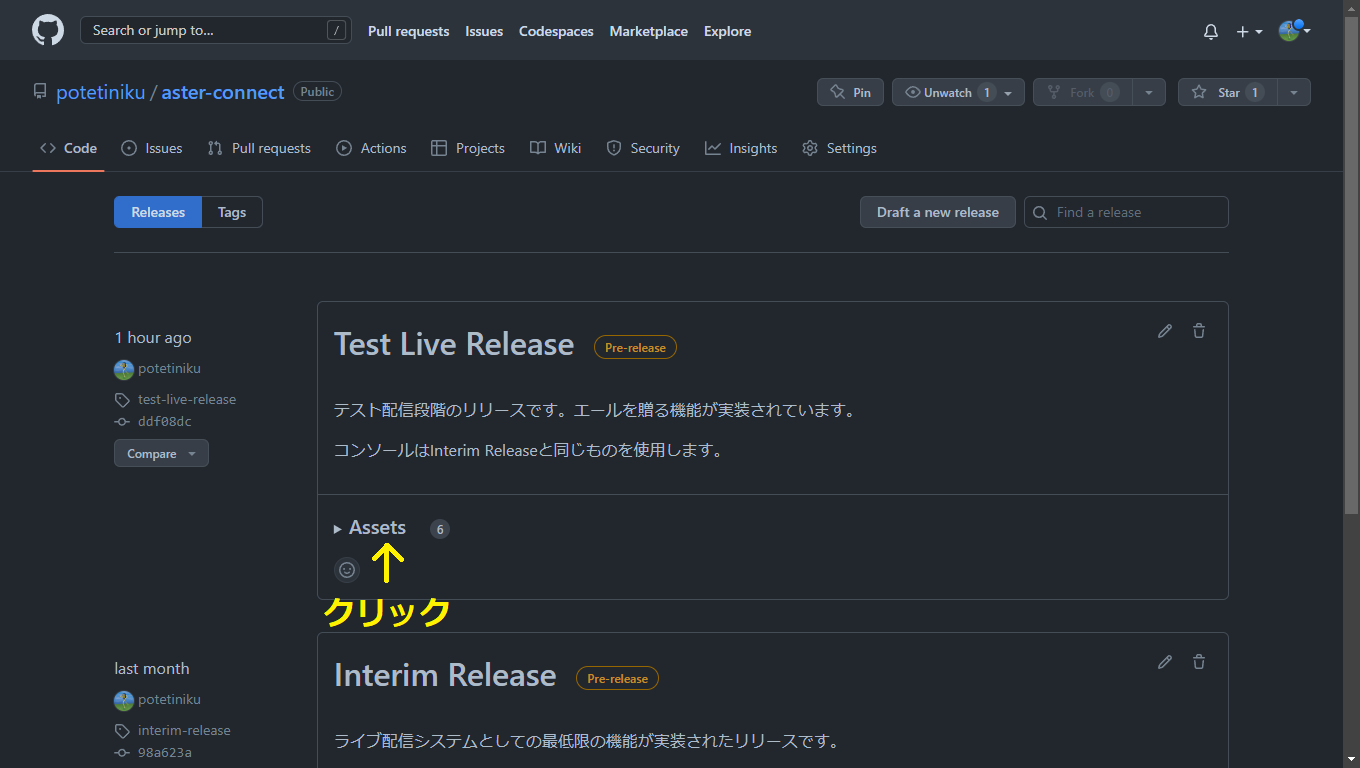 Search or jump to... /
Pull requests Issues Codespaces Marketplace Explore
potetiniku / aster-connect Public
Pin Unwatch 1 Fork 0 Star 1
Code Issues Pull requests Actions Projects Wiki Security Insights Settings
Releases Tags
Draft a new release Find a release
1 hour ago
potetiniku
test-live-release
ddf08dc
Compare
Test Live Release Pre-release
テスト配信段階のリリースです。エールを贈る機能が実装されています。
コンソールはInterim Releaseと同じものを使用します。
Assets 6
クリック
last month
potetiniku
interim-release
98a623a
Interim Release Pre-release
ライブ配信システムとしての最低限の機能が実装されたリリースです。